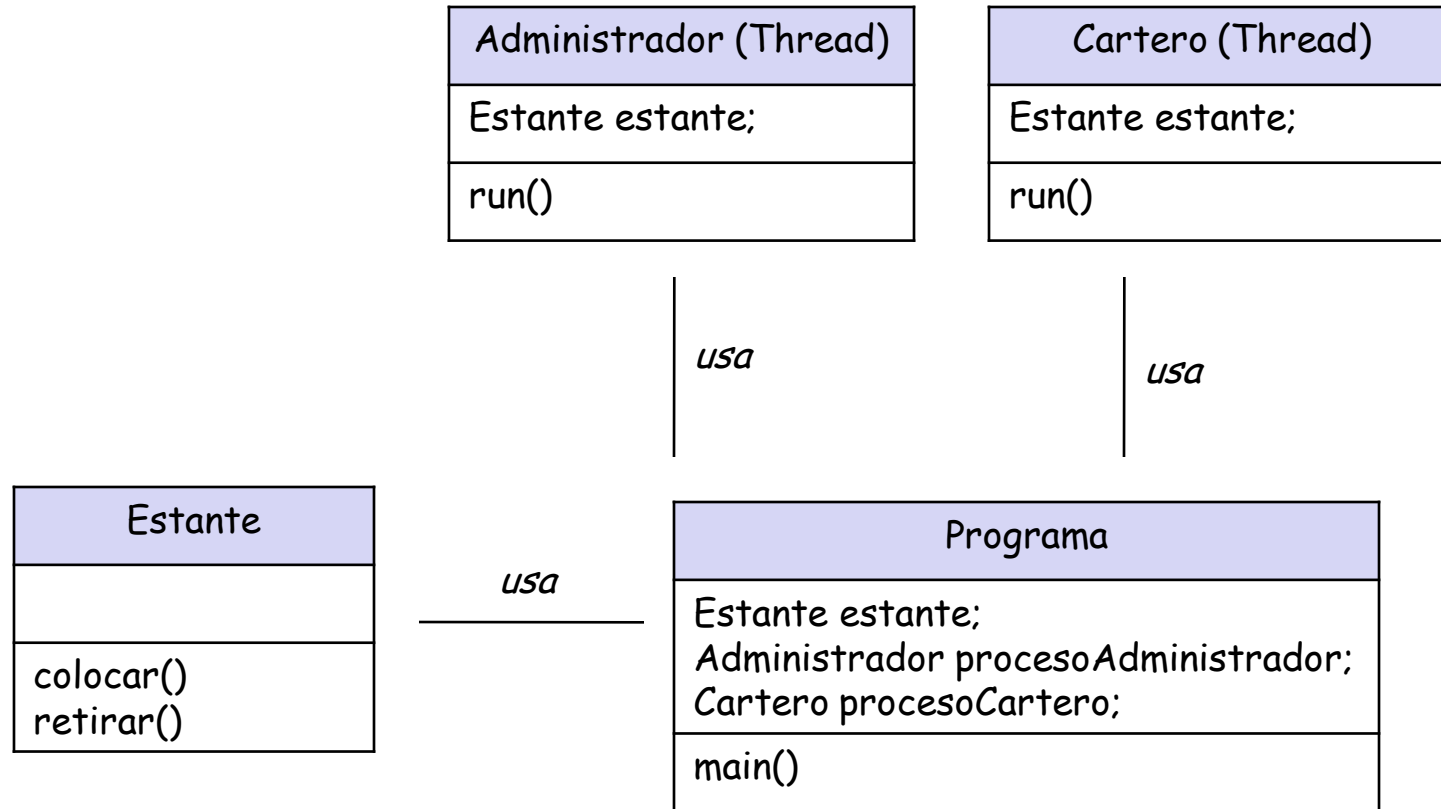 Administrador (Thread)
Estante estante;
run()
Cartero (Thread)
Estante estante;
run()
usa
usa
Estante
colocar()
retirar()
usa
Programa
Estante estante;
Administrador procesoAdministrador;
Cartero procesoCartero;
main()